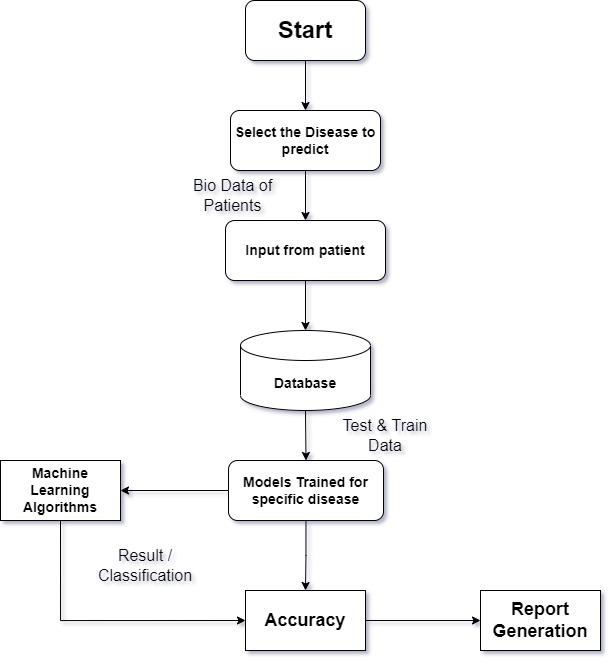 Start
Select the Disease to
predict
Bio Data of
Patients
Input from patient
Database
Test & Train
Data
Models Trained for
specific disease
Machine
Learning
Algorithms
Result /
Classification
Accuracy
Report
Generation